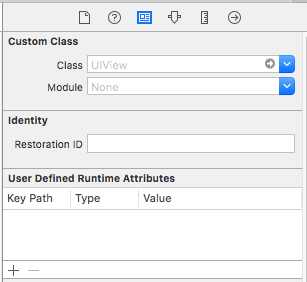 Custom Class
Class UIView
Module None
Identity
Restoration ID
User Defined Runtime Attributes
Key Path Type Value